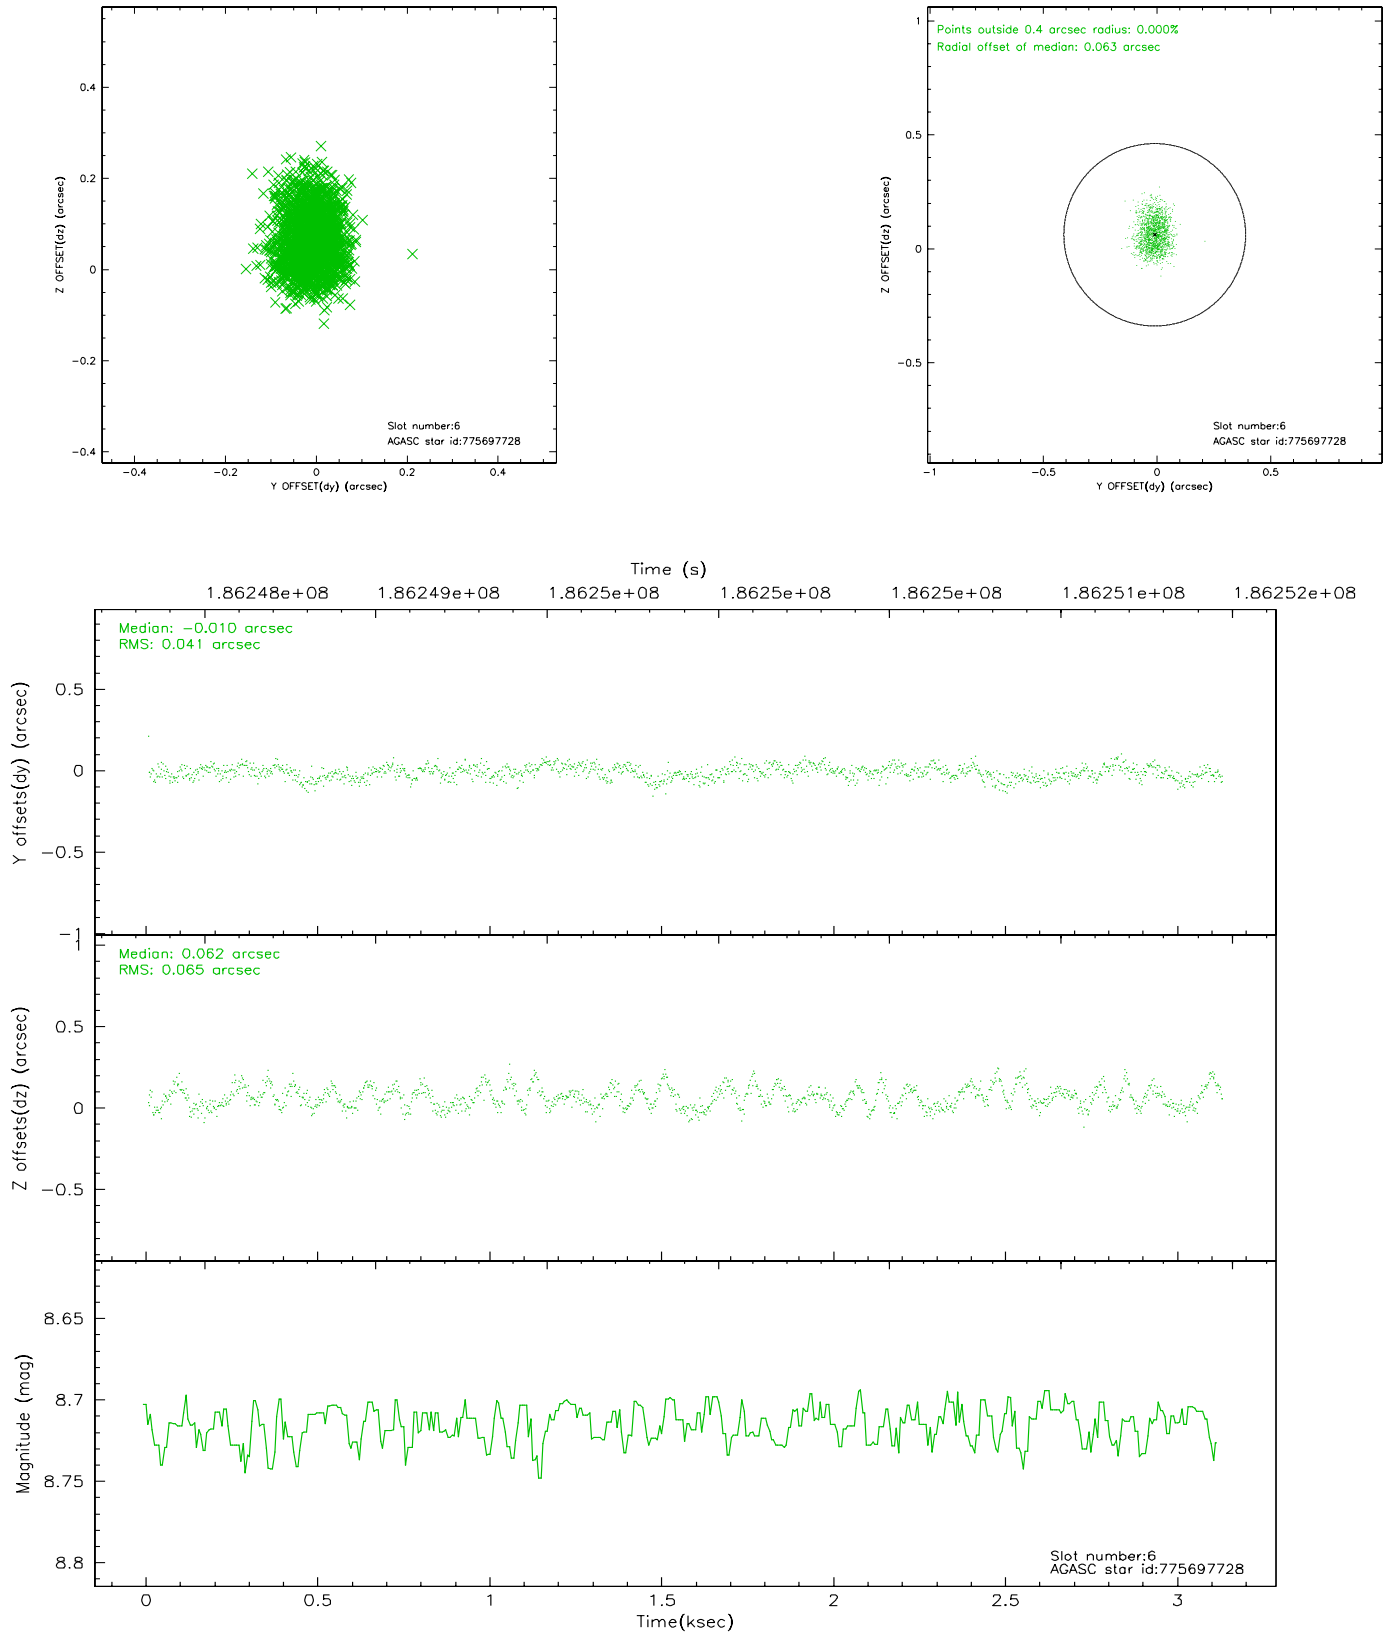 0.4
0.2
0
−0.2
−0.4
Z OFFSET(dz) (arcsec)
Slot number:6
AGASC star id:775697728
−0.4
−0.2
0
0.2
0.4
Y OFFSET(dy) (arcsec)
Points outside 0.4 arcsec radius: 0.000%
Radial offset of median: 0.063 arcsec
1
0.5
0
−0.5
Z OFFSET(dz) (arcsec)
Slot number:6
AGASC star id:775697728
−1
−0.5
0
0.5
Y OFFSET(dy) (arcsec)
Time (s)
1.86248e+08
1.86249e+08
1.8625e+08
1.8625e+08
1.8625e+08
1.86251e+08
1.86252e+08
Median: −0.010 arcsec
RMS: 0.041 arcsec
0.5
0
−0.5
−1
Y offsets(dy) (arcsec)
Median: 0.062 arcsec
RMS: 0.065 arcsec
1
0.5
0
−0.5
Z offsets(dz) (arcsec)
8.65
8.7
8.75
8.8
Magnitude (mag)
Slot number:6
AGASC star id:775697728
0
0.5
1
1.5
2
2.5
3
Time(ksec)